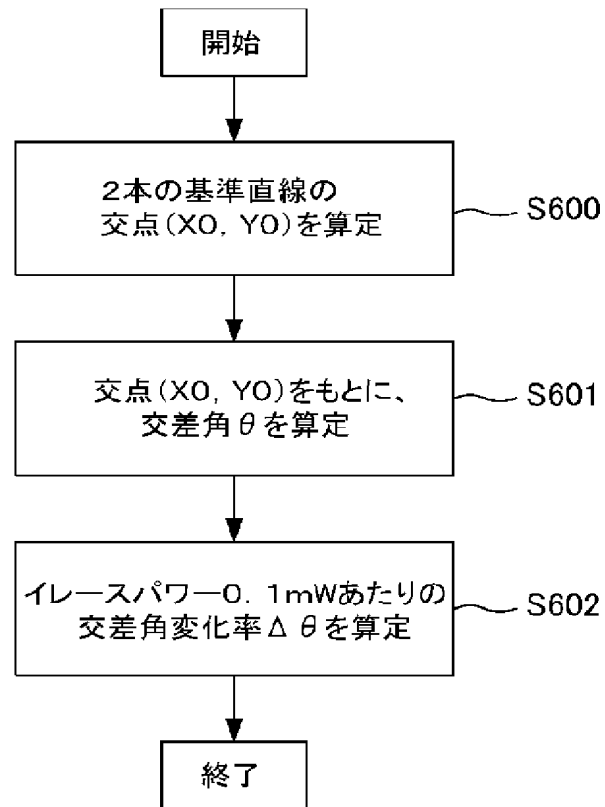 開始
2本の基準直線の
交点(X0, Y0)を算定
S600
交点(X0, Y0)をもとに、
交差角θを算定
S601
イレースパワー0. 1mWあたりの
交差角変化率Δθを算定
S602
終了